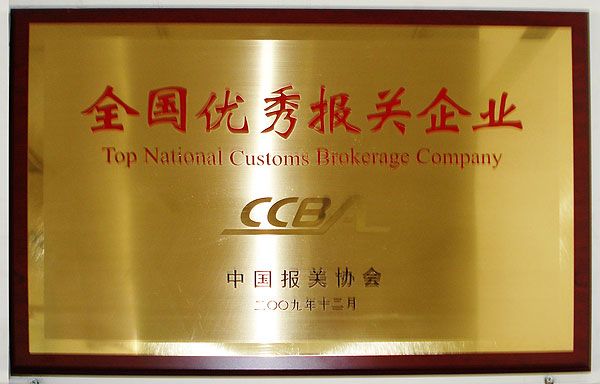 全国优秀报关企业
Top National Customs Brokerage Company
CCBA
中国报关协会
二〇〇九年十二月